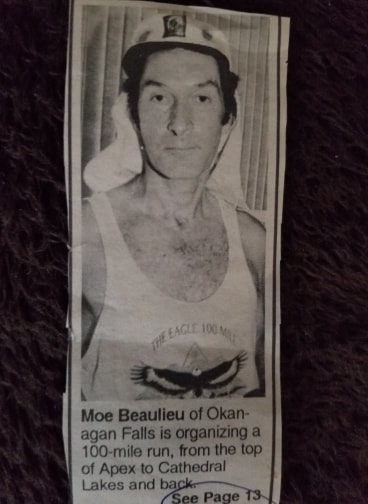 THE EAGLE 100 MILE
Moe Beaulieu of Okan-
agan Falls is organizing a
100-mile run, from the top
of Apex to Cathedral
Lakes and back.
See Page 13